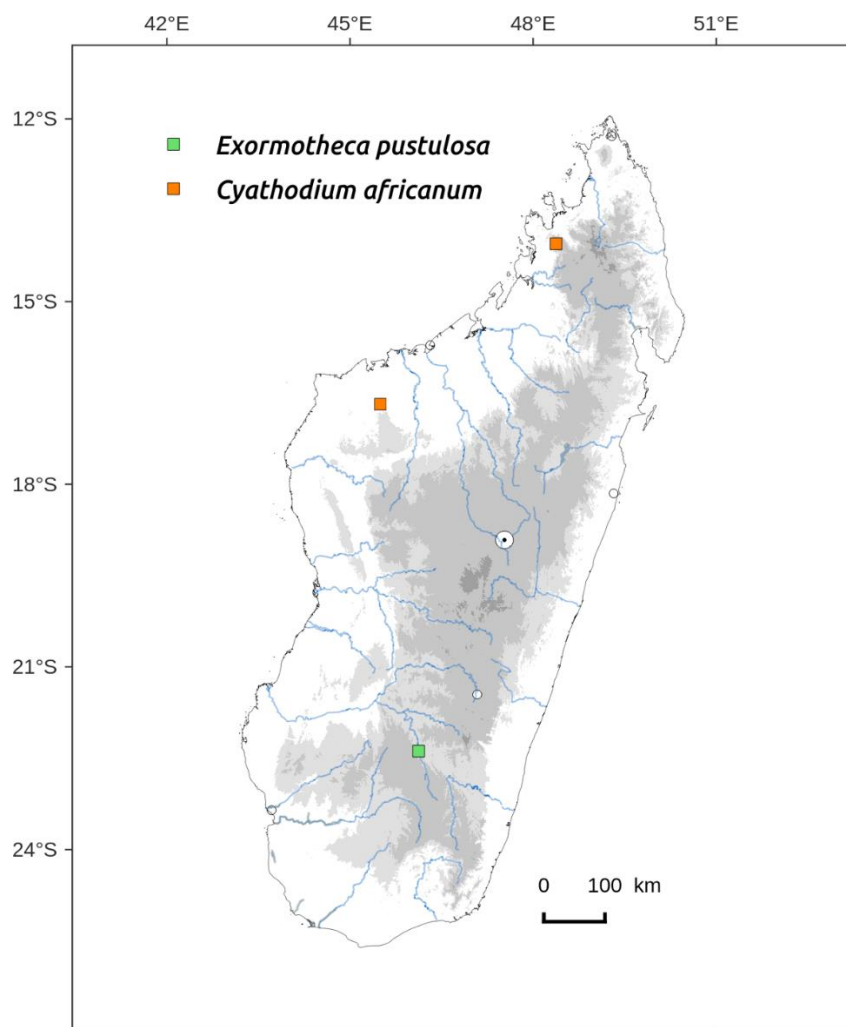 42°E 45°E 48°E 51°E
12°S
Exormotheca pustulosa
Cyathodium africanum
15°S
18°S
21°S
24°S
0 100 km